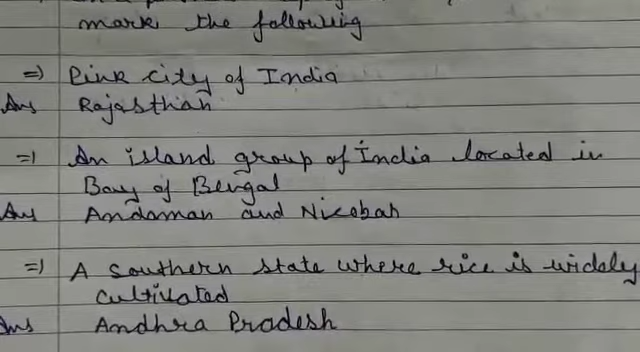 mark the following
=) Pink city of India
Ans Rajasthan
=) An island group of India located in
Bay of Bengal
Ans Andaman and Nicobar
=) A southern state where rice is widely
cultivated
Ans Andhra Pradesh